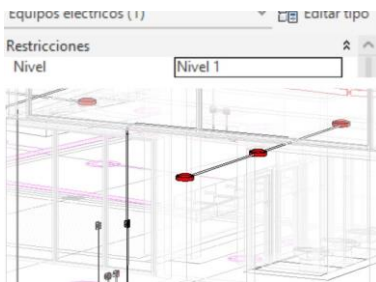 Equipos eléctricos (1) Editar tipo
Restricciones
Nivel Nivel 1